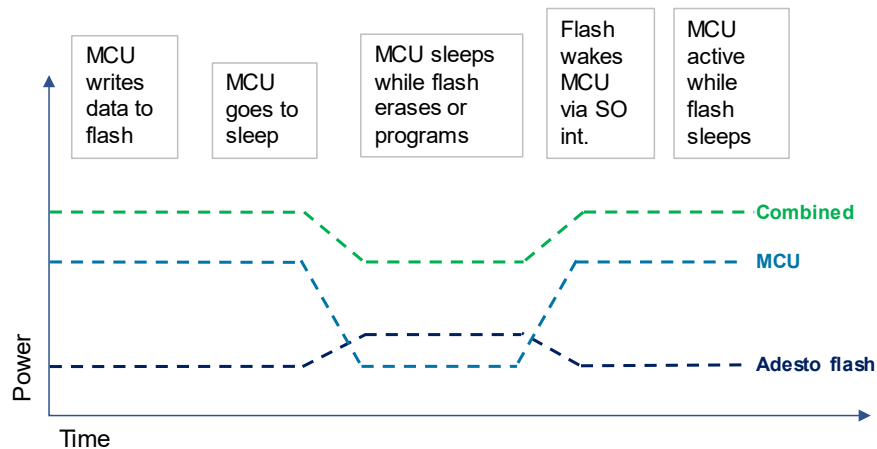 MCU
writes
data to
flash
MCU
goes to
sleep
MCU sleeps
while flash
erases or
programs
Flash
wakes
MCU
via SO
int.
MCU
active
while
flash
sleeps
Combined
MCU
Adesto flash
Power
Time